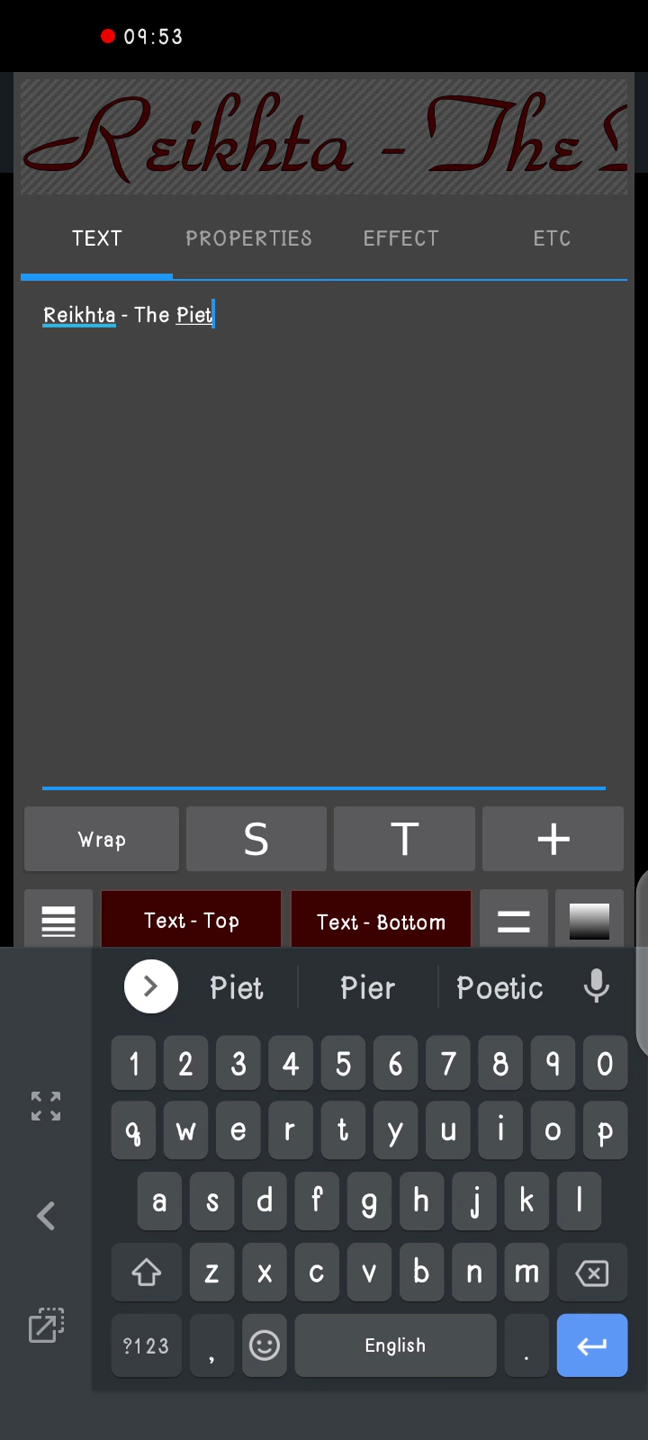 09:53
Reikhta - The
TEXT PROPERTIES EFFECT ETC
Reikhta - The Piet
Wrap S T +
Text - Top Text - Bottom
Piet Pier Poetic
1 2 3 4 5 6 7 8 9 0
q w e r t y u i o p
a s d f g h j k l
z x c v b n m
?123 , English .